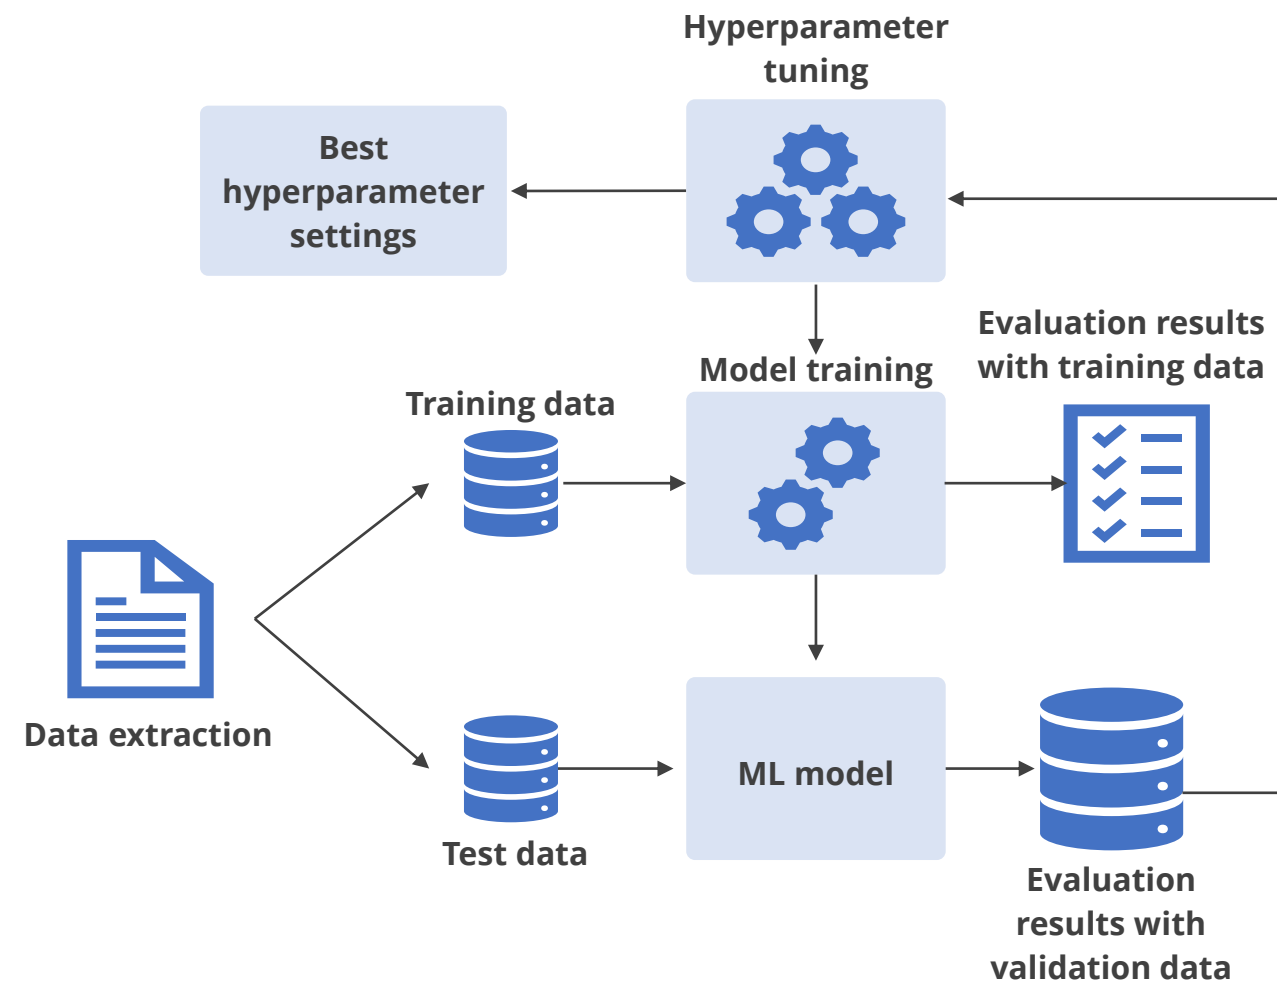 Hyperparameter
tuning
Best
hyperparameter
settings
Evaluation results
with training data
Model training
Training data
Data extraction
ML model
Test data
Evaluation
results with
validation data